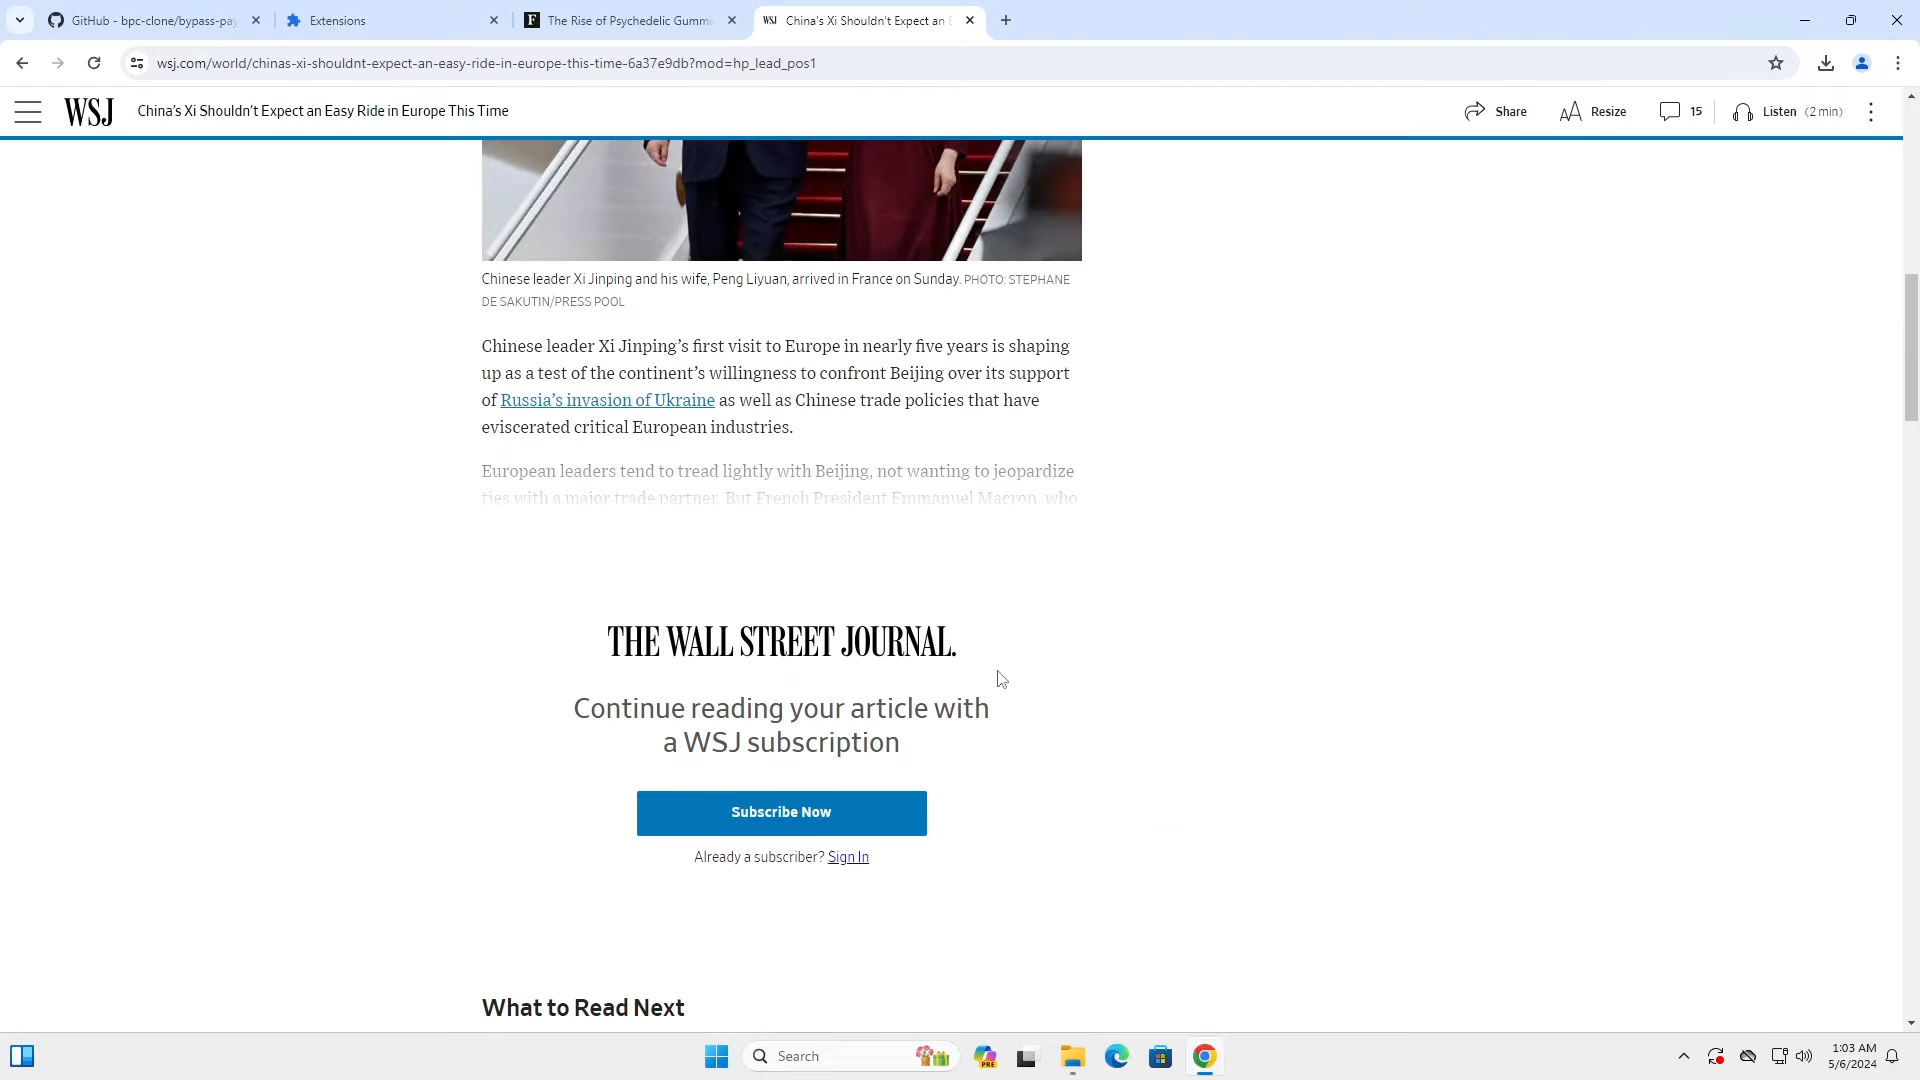 GitHub - bpc-clone/bypass-pay
Extensions
F The Rise of Psychedelic Gummi
WSJ China's Xi Shouldn't Expect an E
wsj.com/world/chinas-xi-shouldnt-expect-an-easy-ride-in-europe-this-time-6a37e9db?mod=hp_lead_pos1
WSJ China's Xi Shouldn't Expect an Easy Ride in Europe This Time
Share
AA Resize
15
Listen (2 min)
Chinese leader Xi Jinping and his wife, Peng Liyuan, arrived in France on Sunday. PHOTO: STEPHANE
DE SAKUTIN/PRESS POOL
Chinese leader Xi Jinping's first visit to Europe in nearly five years is shaping
up as a test of the continent's willingness to confront Beijing over its support
of Russia's invasion of Ukraine as well as Chinese trade policies that have
eviscerated critical European industries.
European leaders tend to tread lightly with Beijing, not wanting to jeopardize
ties with a major trade partner. But French President Emmanuel Macron, who
THE WALL STREET JOURNAL.
Continue reading your article with
a WSJ subscription
Subscribe Now
Already a subscriber? Sign In
What to Read Next
Search
PRE
1:03 AM
5/6/2024